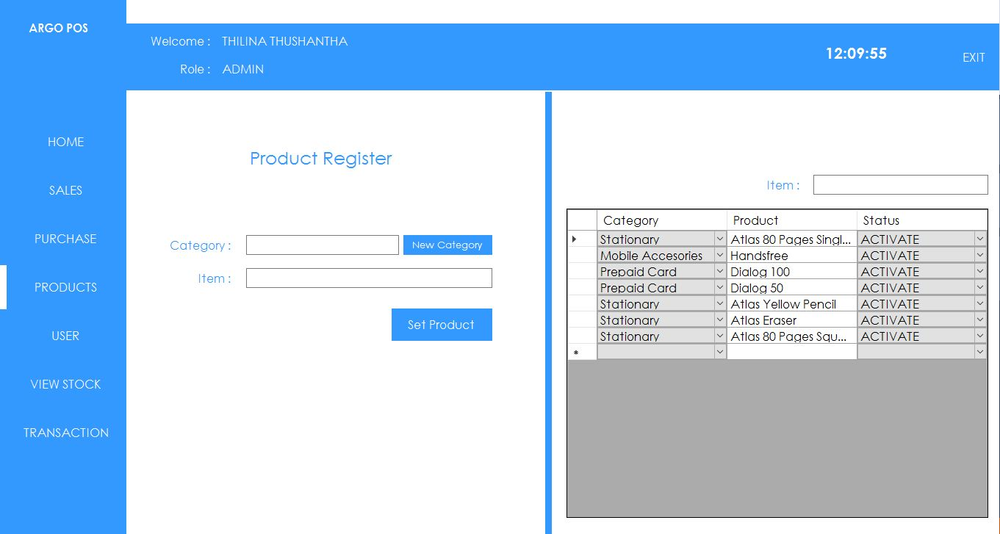 ARGO POS
Welcome : THILINA THUSHANTHA
Role : ADMIN
12:09:55
EXIT
HOME
SALES
PURCHASE
PRODUCTS
USER
VIEW STOCK
TRANSACTION
Product Register
Category :
New Category
Item :
Set Product
Item :
Category Product Status
Stationary Atlas 80 Pages Singl... ACTIVATE
Mobile Accesories Handsfree ACTIVATE
Prepaid Card Dialog 100 ACTIVATE
Prepaid Card Dialog 50 ACTIVATE
Stationary Atlas Yellow Pencil ACTIVATE
Stationary Atlas Eraser ACTIVATE
Stationary Atlas 80 Pages Squ... ACTIVATE